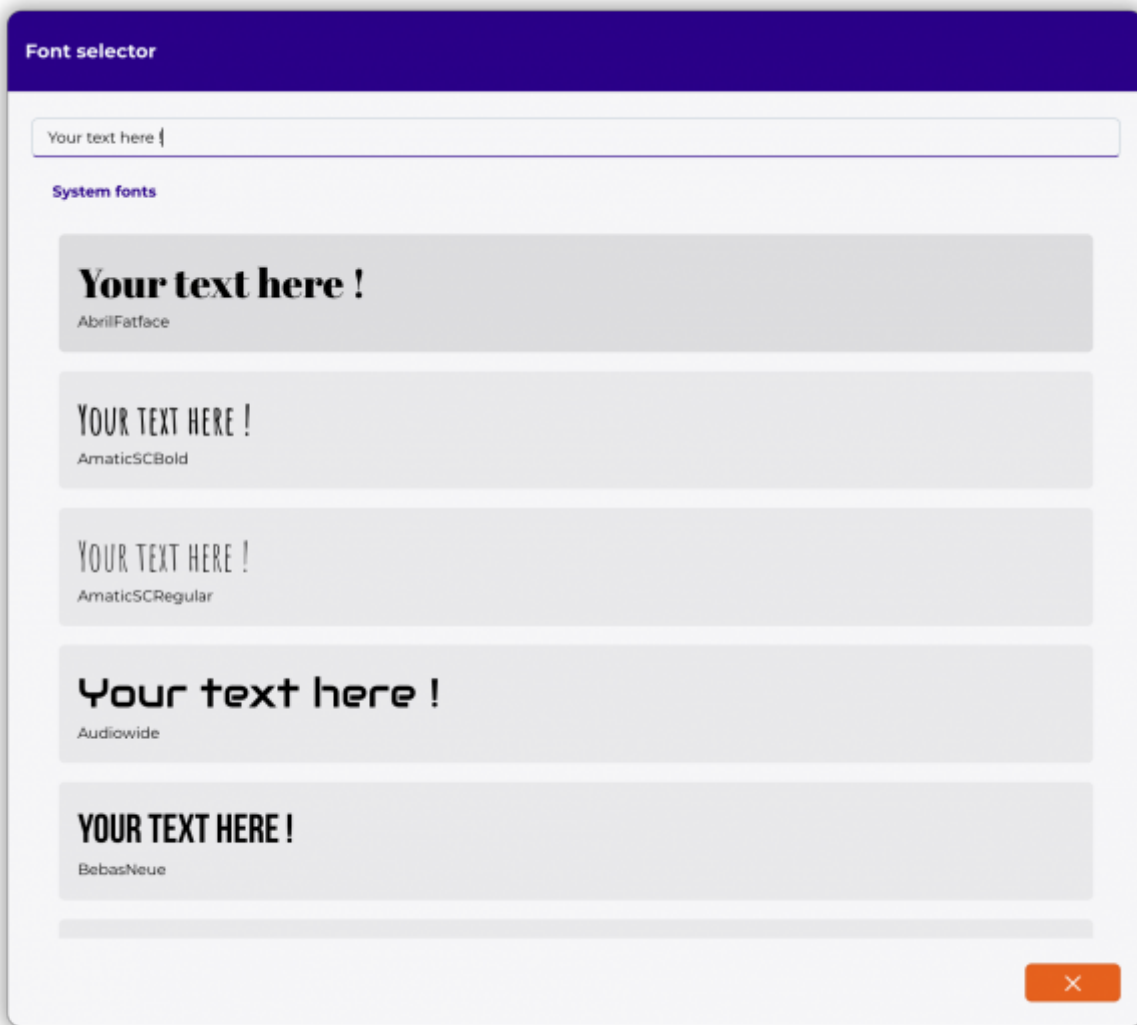 Font selector
Your text here !
System fonts
Your text here !
AbrilFatface
YOUR TEXT HERE !
AmaticSCBold
YOUR TEXT HERE !
AmaticSCRegular
Your text here !
Audiowide
YOUR TEXT HERE !
BebasNeue